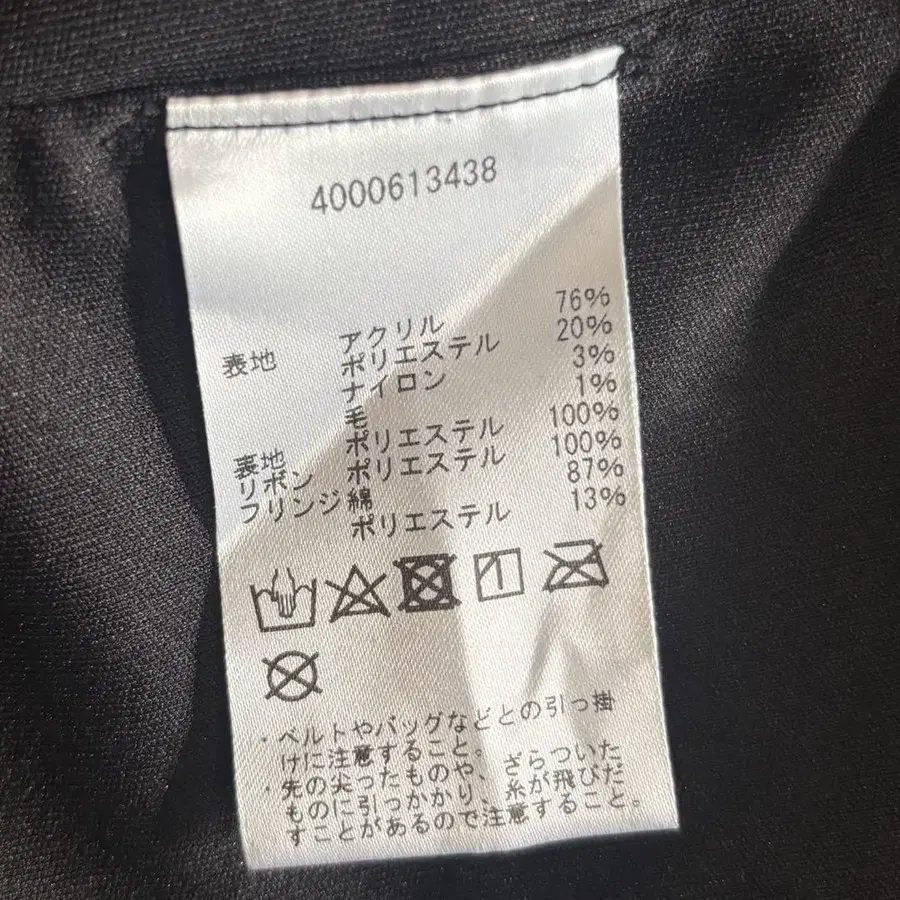 4000613438
表地 アクリル 76%
ポリエステル 20%
ナイロン 3%
毛 1%
裏地 ポリエステル 100%
リボン ポリエステル 100%
フリンジ 綿 87%
ポリエステル 13%
・ベルトやバッグなどとの引っ掛
けに注意すること。
・先の尖ったものや、ざらついた
ものに引っかかり、糸が飛びだ
すことがあるので注意すること。